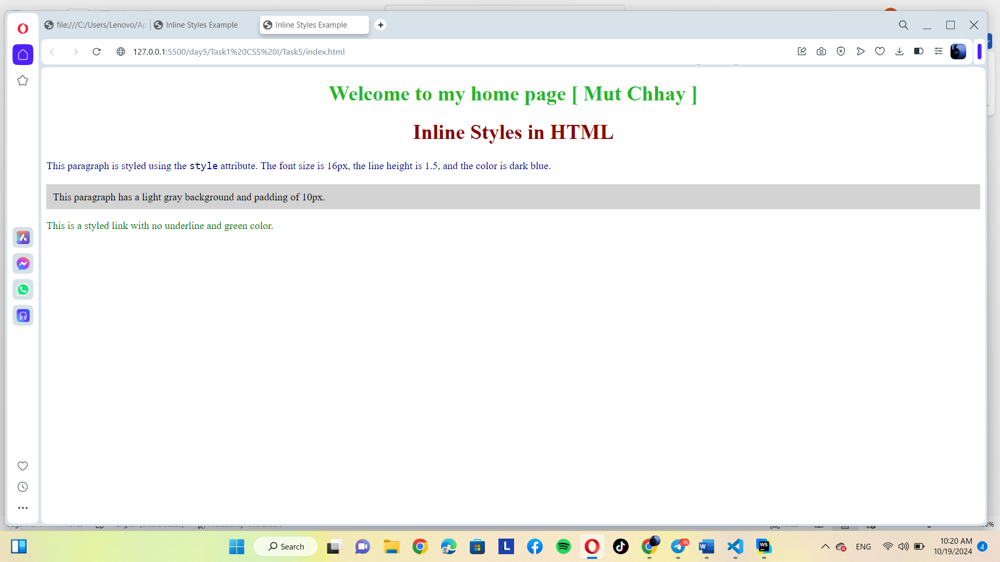 file:///C:/Users/Lenovo/Ap
Inline Styles Example
Inline Styles Example
127.0.0.1:5500/day5/Task1%20CSS%20I/Task5/index.html
Welcome to my home page [ Mut Chhay ]
Inline Styles in HTML
This paragraph is styled using the style attribute. The font size is 16px, the line height is 1.5, and the color is dark blue.
This paragraph has a light gray background and padding of 10px.
This is a styled link with no underline and green color.
Search
L
96
W
WS
ENG
10:20 AM
10/19/2024
4